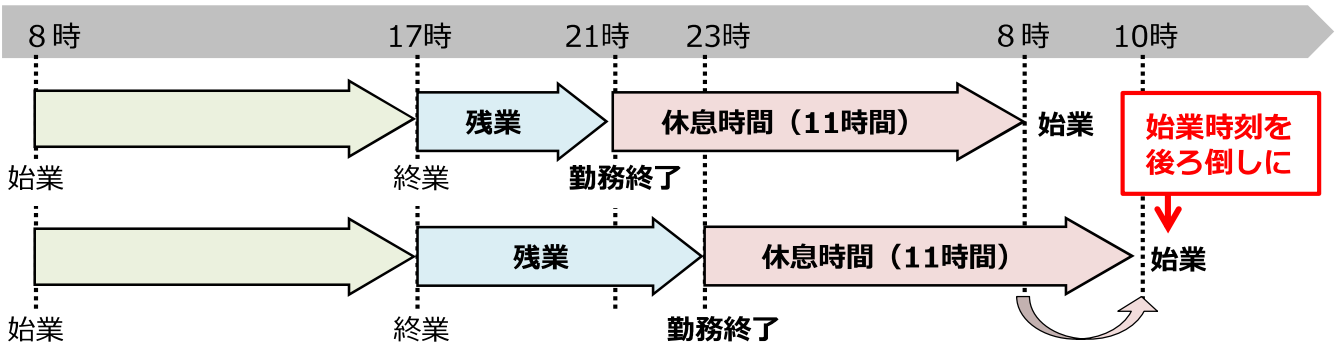 ８時 17時 21時 23時 ８時 10時
残業 休息時間（11時間） 始業
始業時刻を
後ろ倒しに
始業 終業 勤務終了
残業 休息時間（11時間） 始業
始業 終業 勤務終了